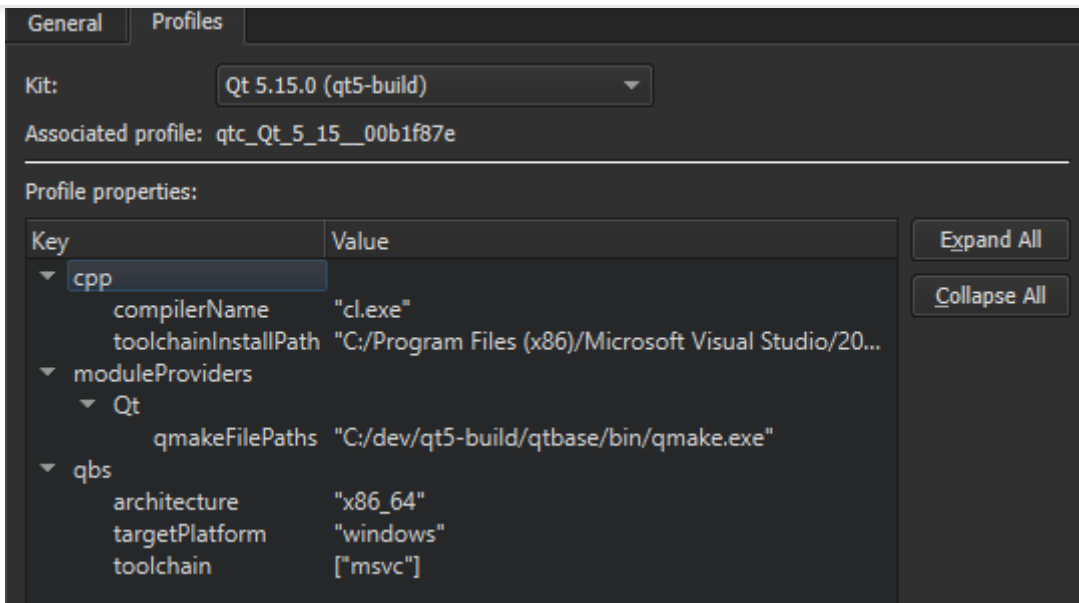 General Profiles
Kit: Qt 5.15.0 (qt5-build)
Associated profile: qtc_Qt_5_15__00b1f87e
Profile properties:
Key Value Expand All
cpp
Collapse All
compilerName "cl.exe"
toolchainInstallPath "C:/Program Files (x86)/Microsoft Visual Studio/20...
moduleProviders
Qt
qmakeFilePaths "C:/dev/qt5-build/qtbase/bin/qmake.exe"
qbs
architecture "x86_64"
targetPlatform "windows"
toolchain ["msvc"]